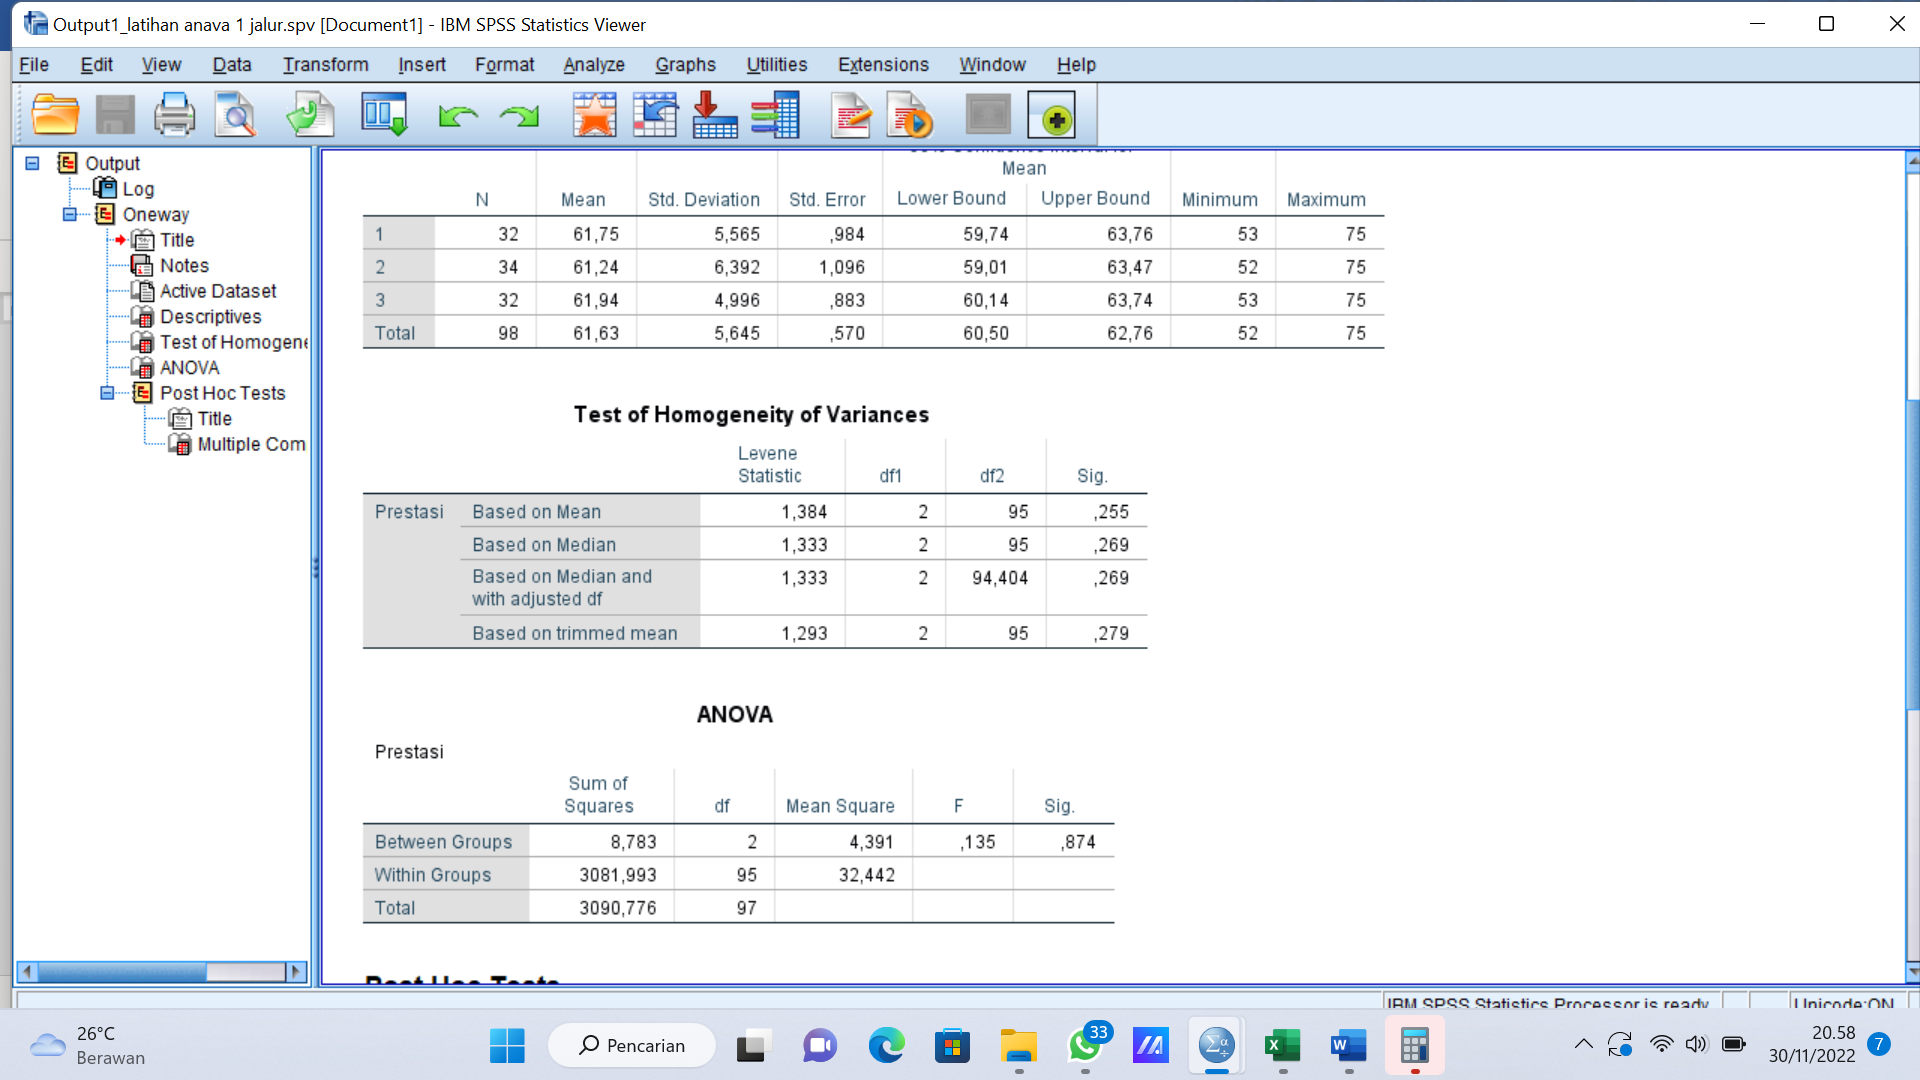 Output1_latihan anava 1 jalur.spv [Document1] - IBM SPSS Statistics Viewer
File Edit View Data Transform Insert Format Analyze Graphs Utilities Extensions Window Help
Output
Log
Oneway
Title
Notes
Active Dataset
Descriptives
Test of Homogene
ANOVA
Post Hoc Tests
Title
Multiple Com
Mean
N Mean Std. Deviation Std. Error Lower Bound Upper Bound Minimum Maximum
1 32 61,75 5,565 ,984 59,74 63,76 53 75
2 34 61,24 6,392 1,096 59,01 63,47 52 75
3 32 61,94 4,996 ,883 60,14 63,74 53 75
Total 98 61,63 5,645 ,570 60,50 62,76 52 75
Test of Homogeneity of Variances
Levene
Statistic df1 df2 Sig.
Prestasi Based on Mean 1,384 2 95 ,255
Based on Median 1,333 2 95 ,269
Based on Median and 1,333 2 94,404 ,269
with adjusted df
Based on trimmed mean 1,293 2 95 ,279
ANOVA
Prestasi
Sum of
Squares df Mean Square F Sig.
Between Groups 8,783 2 4,391 ,135 ,874
Within Groups 3081,993 95 32,442
Total 3090,776 97
Post Hoc Tests
IBM SPSS Statistics Processor is ready
Unicode:ON
26°C
Berawan
Pencarian
33
20.58
30/11/2022
7